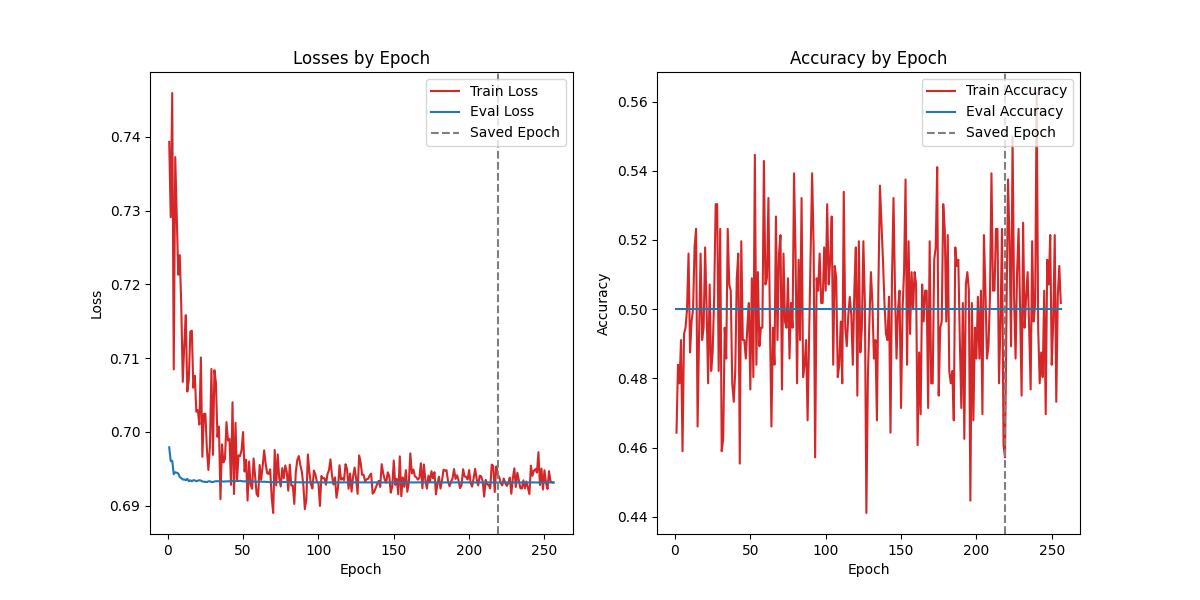 Losses by Epoch
Train Loss
Eval Loss
Saved Epoch
0.74
0.73
0.72
0.71
0.70
0.69
Loss
0
50
100
150
200
250
Epoch
Accuracy by Epoch
Train Accuracy
Eval Accuracy
Saved Epoch
0.56
0.54
0.52
0.50
0.48
0.46
0.44
Accuracy
0
50
100
150
200
250
Epoch